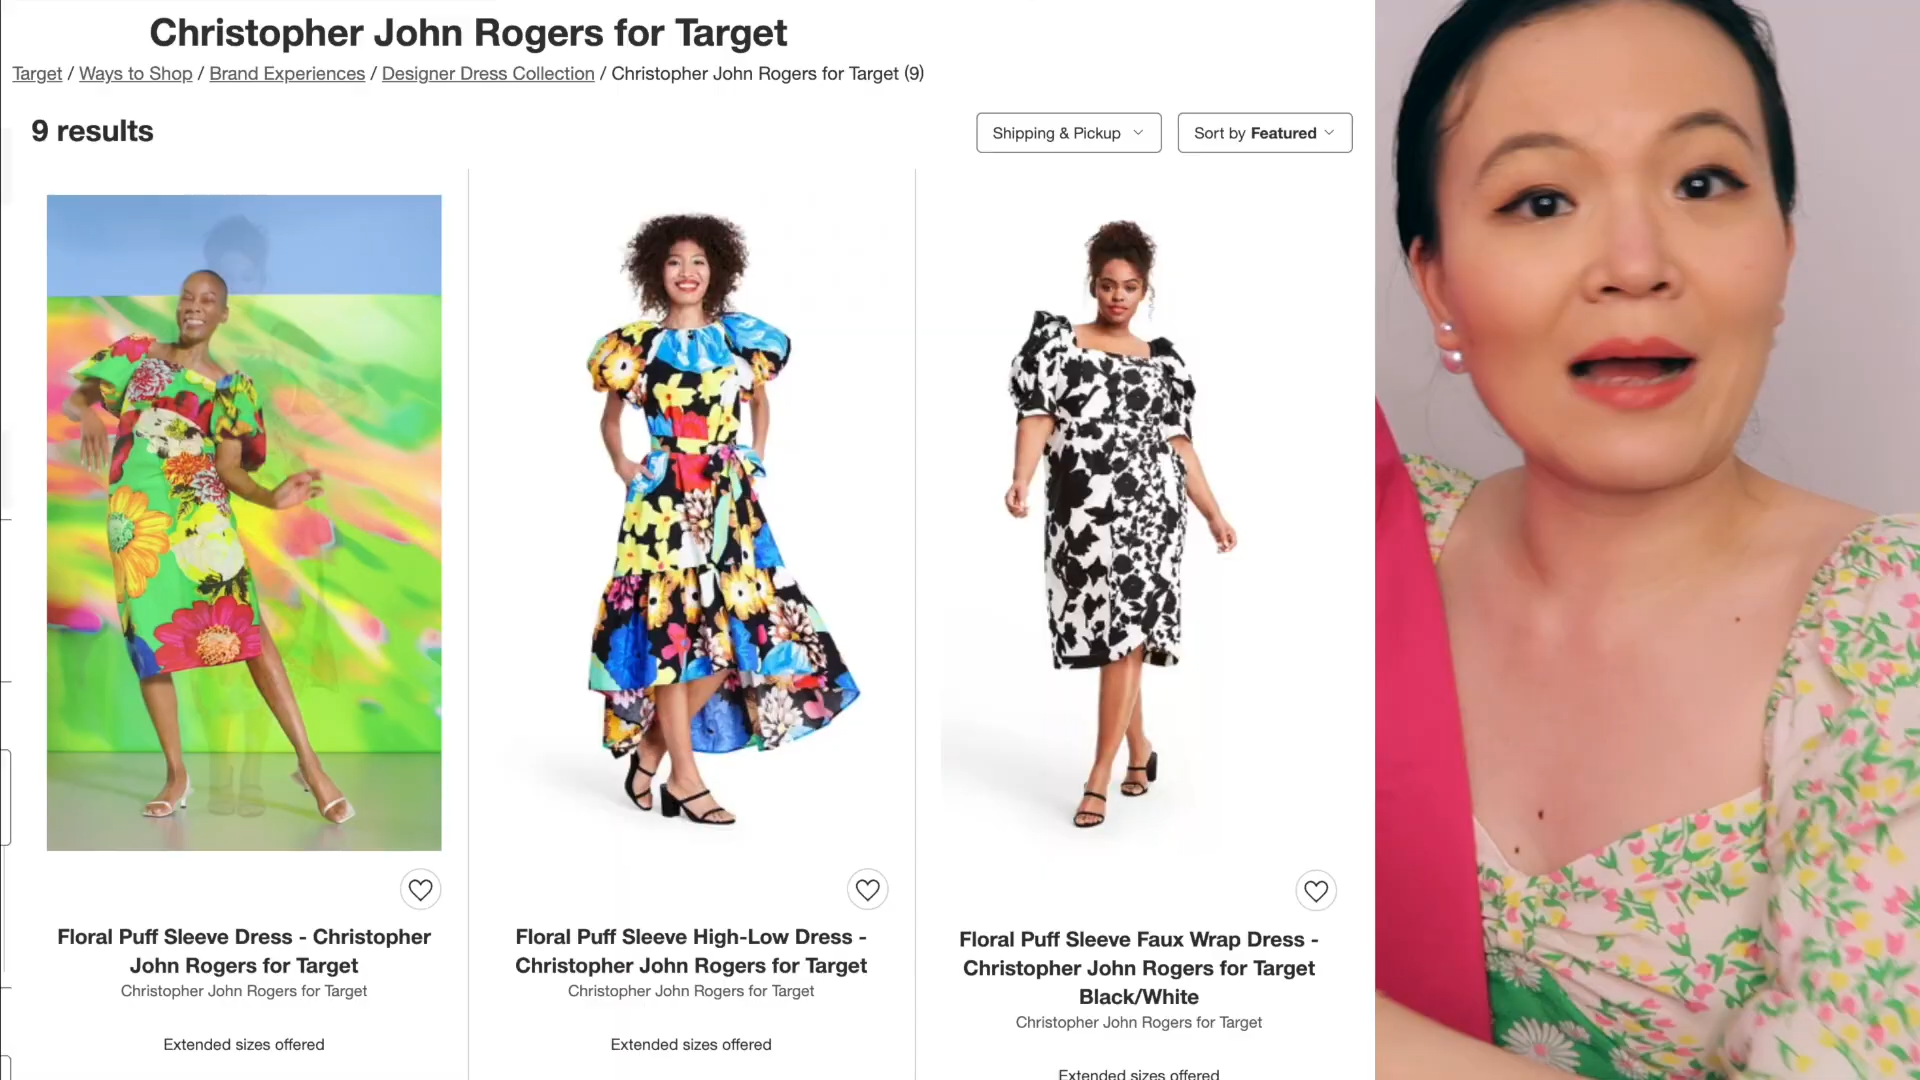 Christopher John Rogers for Target
Target / Ways to Shop / Brand Experiences / Designer Dress Collection / Christopher John Rogers for Target (9)
9 results
Shipping & Pickup
Sort by Featured
Floral Puff Sleeve Dress - Christopher
John Rogers for Target
Christopher John Rogers for Target
Extended sizes offered
Floral Puff Sleeve High-Low Dress -
Christopher John Rogers for Target
Christopher John Rogers for Target
Extended sizes offered
Floral Puff Sleeve Faux Wrap Dress -
Christopher John Rogers for Target
Black/White
Christopher John Rogers for Target
Extended sizes offered